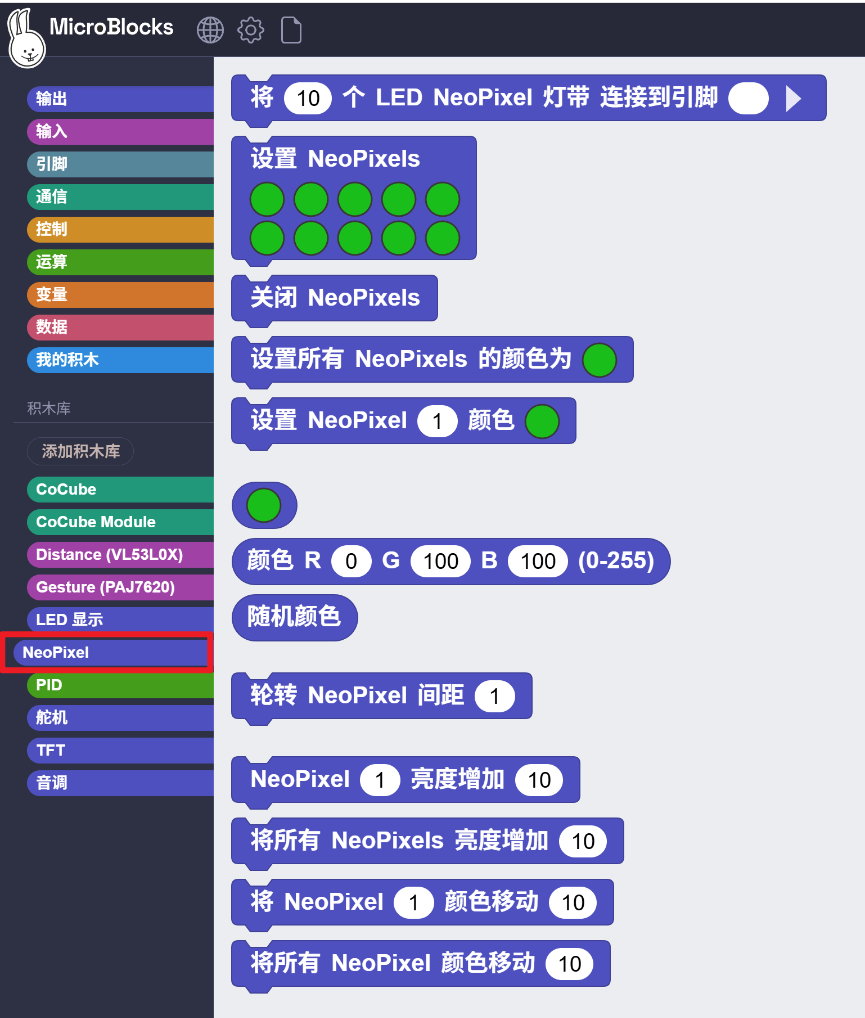 MicroBlocks
输出
输入
引脚
通信
控制
运算
变量
数据
我的积木
积木库
添加积木库
CoCube
CoCube Module
Distance (VL53L0X)
Gesture (PAJ7620)
LED 显示
NeoPixel
PID
舵机
TFT
音调
将 10 个 LED NeoPixel 灯带 连接到引脚
设置 NeoPixels
关闭 NeoPixels
设置所有 NeoPixels 的颜色为
设置 NeoPixel 1 颜色
颜色 R 0 G 100 B 100 (0-255)
随机颜色
轮转 NeoPixel 间距 1
NeoPixel 1 亮度增加 10
将所有 NeoPixels 亮度增加 10
将 NeoPixel 1 颜色移动 10
将所有 NeoPixel 颜色移动 10